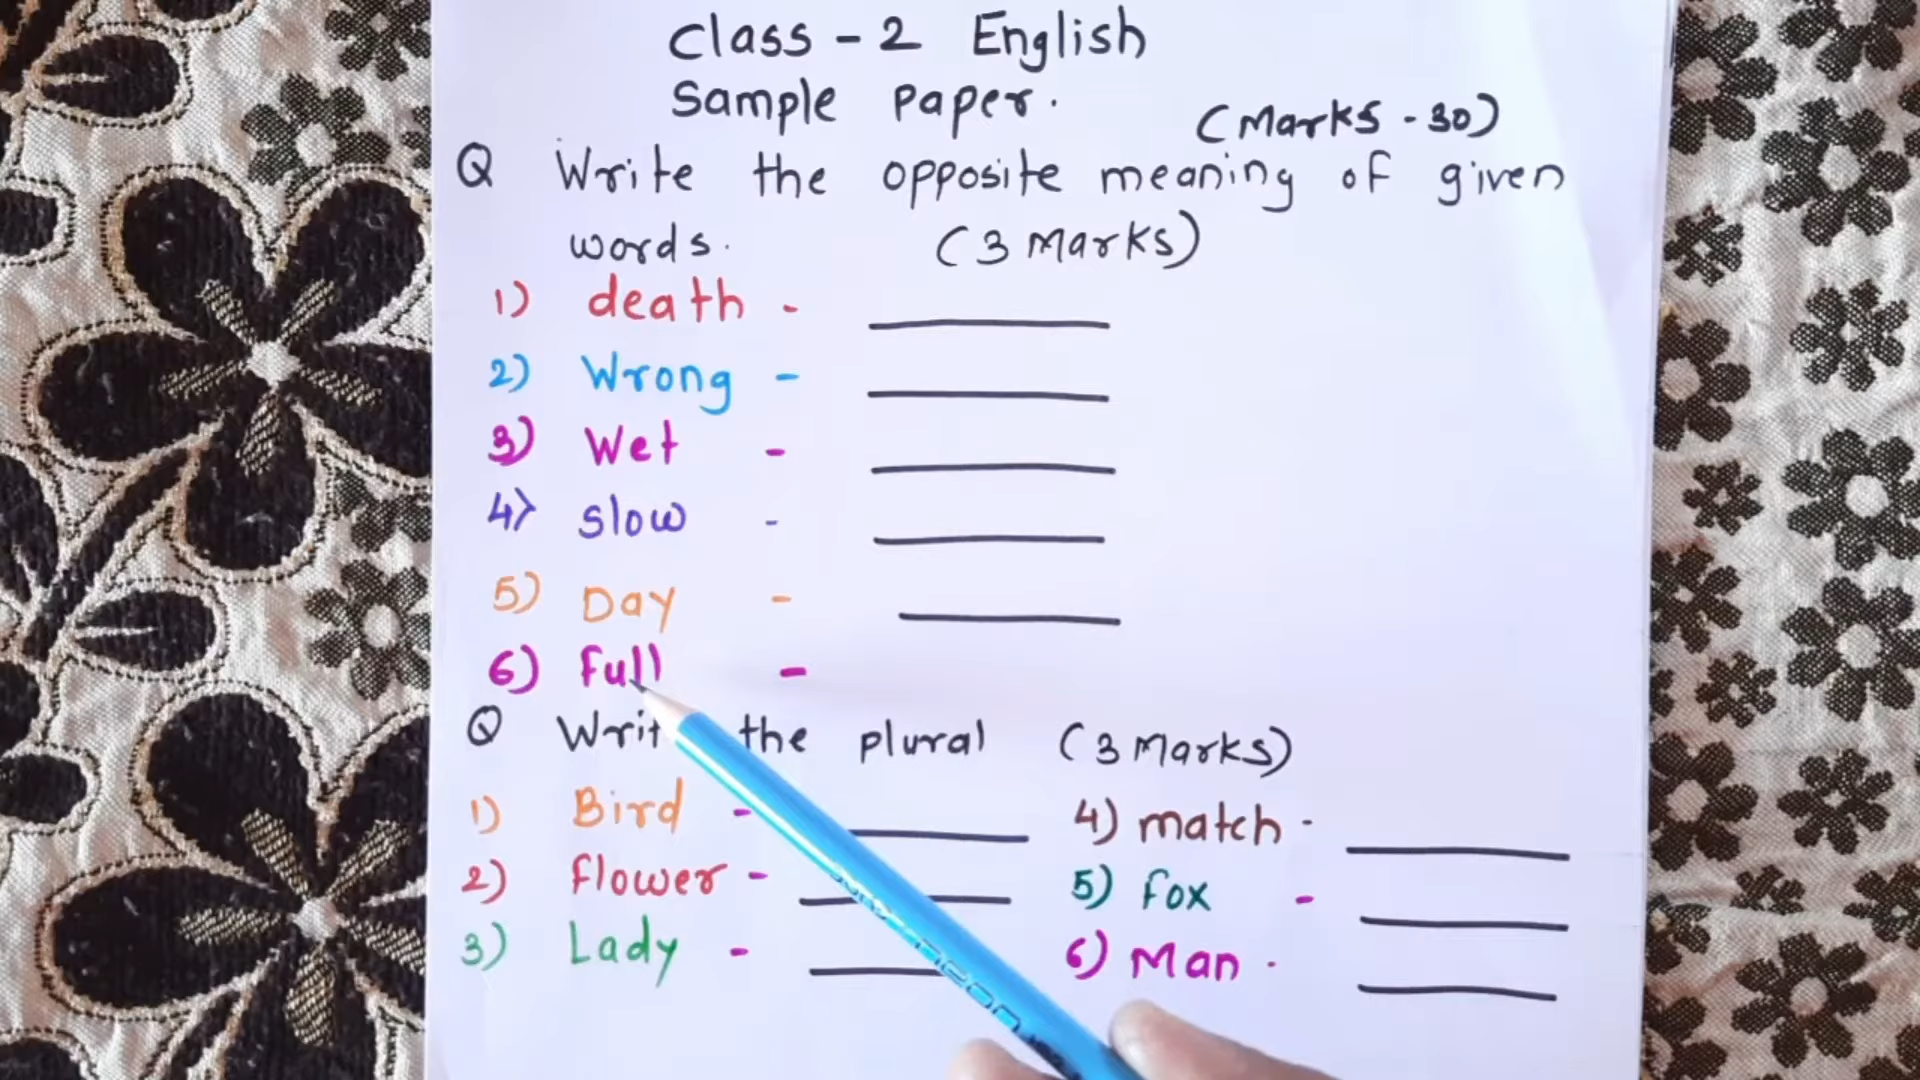 Class - 2 English
Sample Paper.
(Marks - 30)
Q Write the opposite meaning of given
words. (3 Marks)
1) death -
2) Wrong -
3) Wet -
4) slow -
5) Day -
6) Full -
Q Writ the plural (3 Marks)
1) Bird -
2) flower -
3) Lady -
4) match -
5) fox -
6) Man -